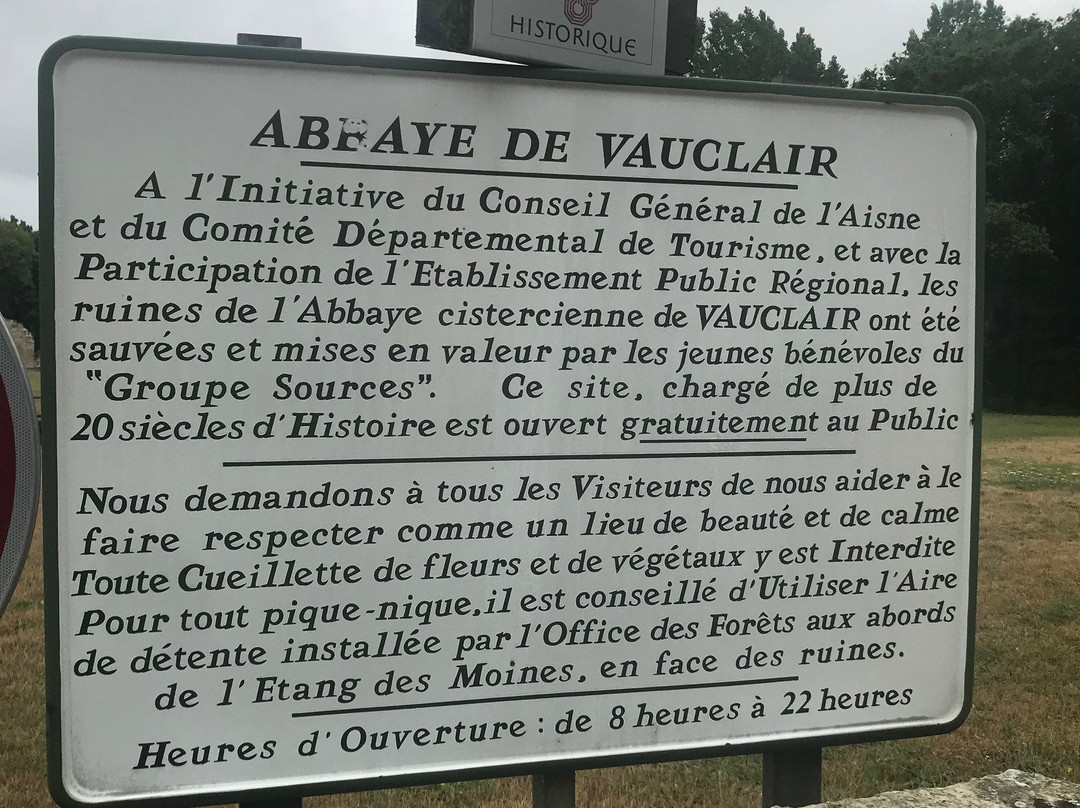 HISTORIQUE
ABBAYE DE VAUCLAIR
A l'Initiative du Conseil Général de l'Aisne
et du Comité Départemental de Tourisme, et avec la
Participation de l'Etablissement Public Régional, les
ruines de l'Abbaye cistercienne de VAUCLAIR ont été
sauvées et mises en valeur par les jeunes bénévoles du
"Groupe Sources". Ce site, chargé de plus de
20 siècles d'Histoire est ouvert gratuitement au Public
Nous demandons à tous les Visiteurs de nous aider à le
faire respecter comme un lieu de beauté et de calme
Toute Cueillette de fleurs et de végétaux y est Interdite
Pour tout pique-nique, il est conseillé d'Utiliser l'Aire
de détente installée par l'Office des Forêts aux abords
de l'Etang des Moines, en face des ruines.
Heures d'Ouverture : de 8 heures à 22 heures